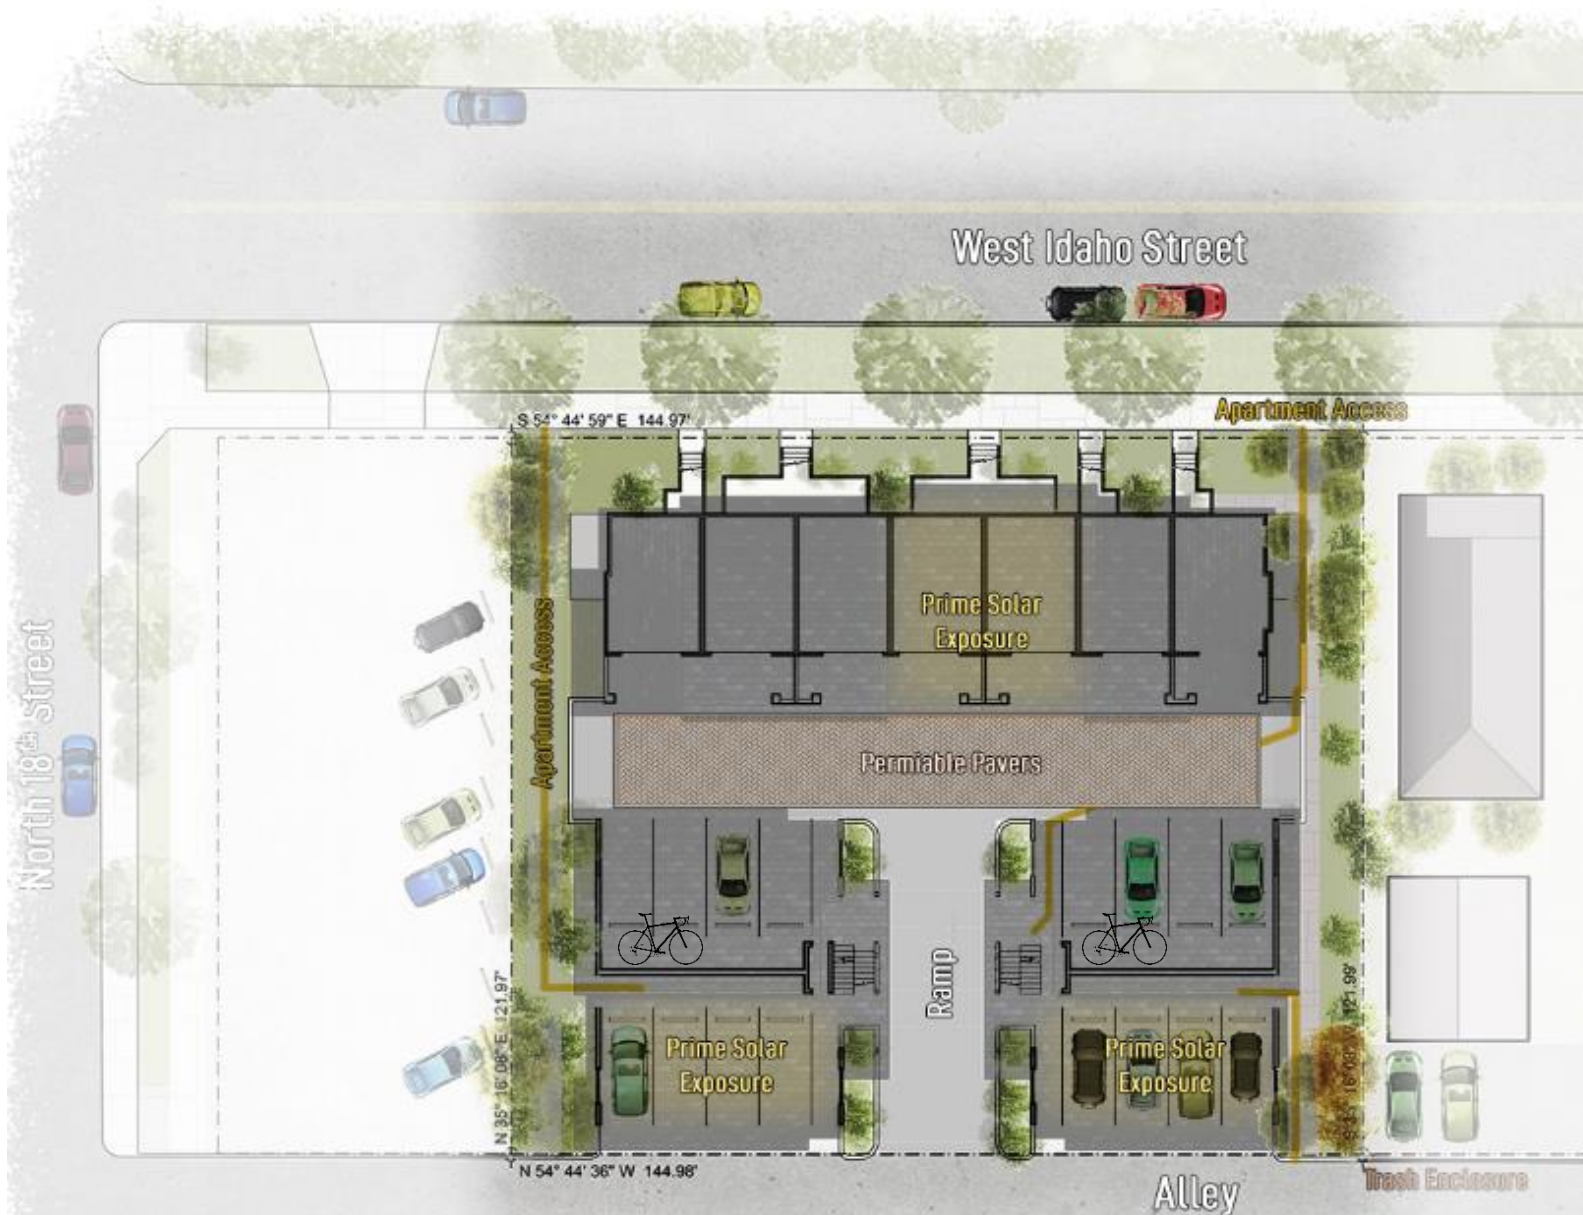 West Idaho Street
Apartment Access
S 54° 44' 59" E 144.97'
Prime Solar
Exposure
Apartment Access
North 18th Street
Permiable Pavers
Ramp
N 35° 16' 08" E 121.97'
Prime Solar
Exposure
Prime Solar
Exposure
121.99'
N 54° 44' 36" W 144.98'
Trash Enclosure
Alley